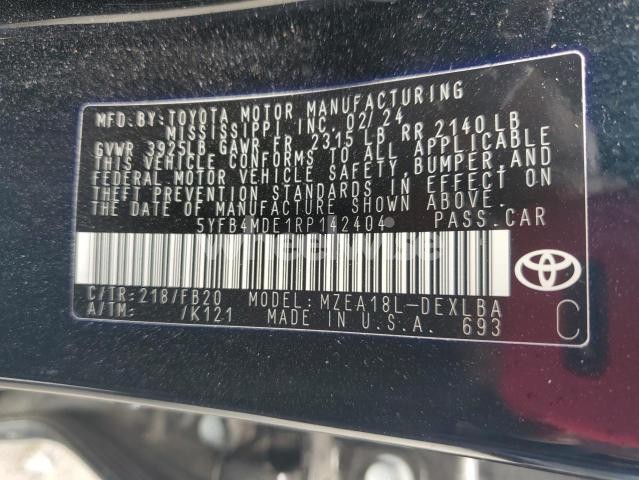 MFD.BY:TOYOTA MOTOR MANUFACTURING
MISSISSIPPI, INC. 02/24
GVWR 3925LB GAWR FR 2315 LB RR 2140 LB
THIS VEHICLE CONFORMS TO ALL APPLICABLE
FEDERAL MOTOR VEHICLE SAFETY, BUMPER, AND
THEFT PREVENTION STANDARDS IN EFFECT ON
THE DATE OF MANUFACTURE SHOWN ABOVE.
5YFB4MDE1RP142404 PASS.CAR
C/TR:218/FB20 MODEL:MZEA18L-DEXLBA
A/TM: /K121 MADE IN U.S.A. 693
C